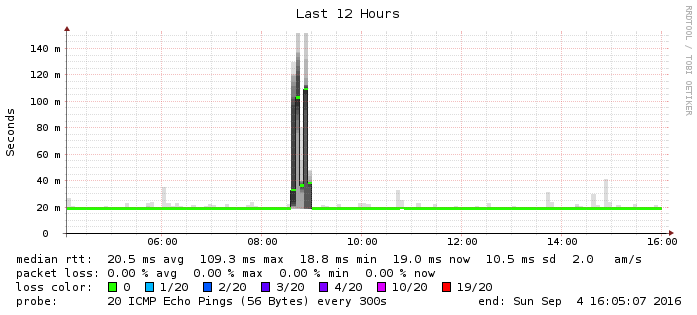 Last 12 Hours
RRDTOOL / TOBI OETIKER
Seconds
140 m
120 m
100 m
80 m
60 m
40 m
20 m
0
06:00 08:00 10:00 12:00 14:00 16:00
median rtt: 20.5 ms avg 109.3 ms max 18.8 ms min 19.0 ms now 10.5 ms sd 2.0 am/s
packet loss: 0.00 % avg 0.00 % max 0.00 % min 0.00 % now
loss color: 0 1/20 2/20 3/20 4/20 10/20 19/20
probe: 20 ICMP Echo Pings (56 Bytes) every 300s end: Sun Sep 4 16:05:07 2016